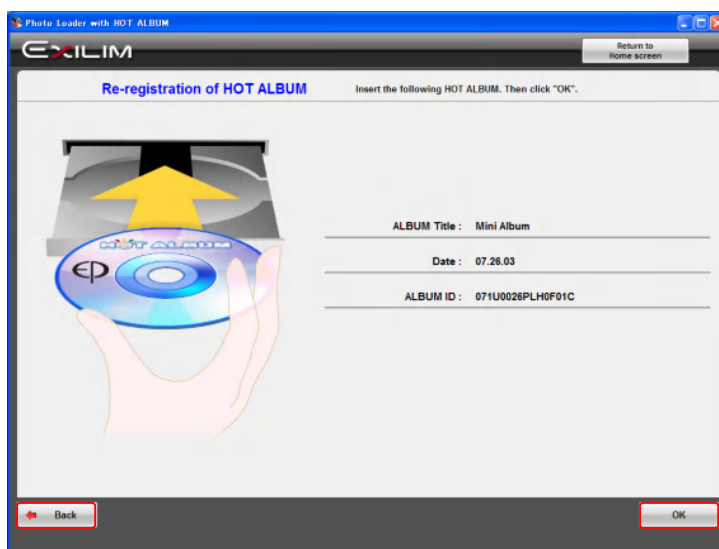 Photo Loader with HOT ALBUM
EXILIM
Return to
Home screen
Re-registration of HOT ALBUM
Insert the following HOT ALBUM. Then click "OK".
HOT ALBUM
EP
ALBUM Title : Mini Album
Date : 07.26.03
ALBUM ID : 071U0026PLH0F01C
Back
OK